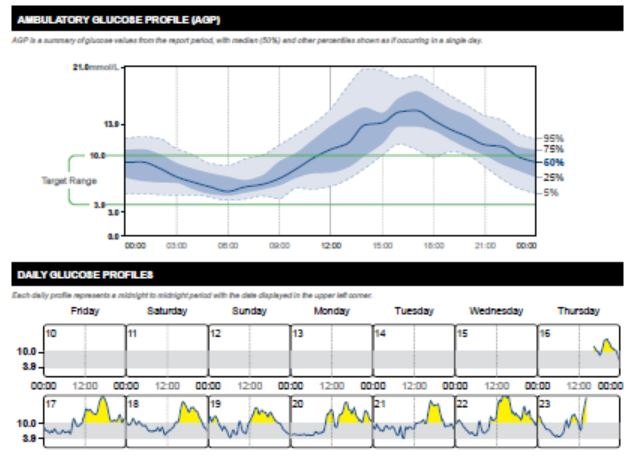 AMBULATORY GLUCOSE PROFILE (AGP)
AGP is a summary of glucose values from the report period, with median (50%) and other percentiles shown as if occurring in a single day.
21.0mmol/L
13.9
10.0
Target Range
3.9
3.0
0.0
95%
75%
50%
25%
5%
00:00 03:00 06:00 09:00 12:00 15:00 18:00 21:00 00:00
DAILY GLUCOSE PROFILES
Each daily profile represents a midnight to midnight period with the date displayed in the upper left corner.
Friday Saturday Sunday Monday Tuesday Wednesday Thursday
10 11 12 13 14 15 16
10.0
3.9
00:00 12:00 00:00 12:00 00:00 12:00 00:00 12:00 00:00 12:00 00:00 12:00 00:00 12:00 00:00
17 18 19 20 21 22 23
10.0
3.9